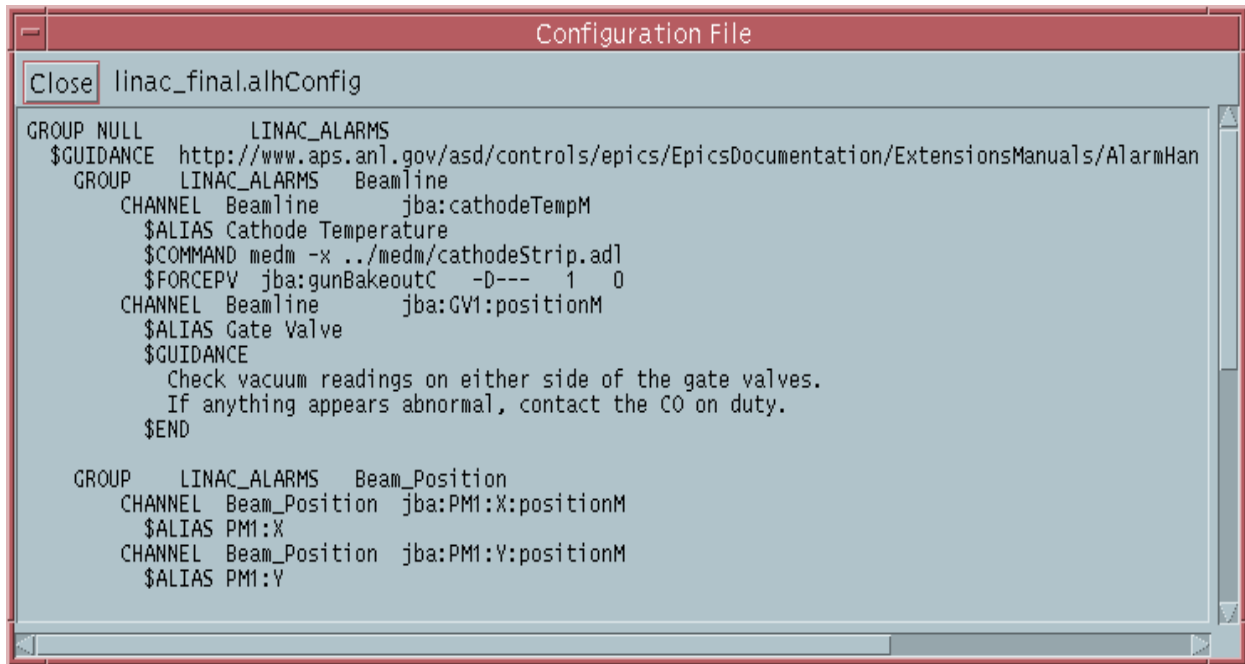 Configuration File
Close linac_final.alhConfig
GROUP NULL LINAC_ALARMS
$GUIDANCE http://www.aps.anl.gov/asd/controls/epics/EpicsDocumentation/ExtensionsManuals/AlarmHan
GROUP LINAC_ALARMS Beamline
CHANNEL Beamline jba:cathodeTempM
$ALIAS Cathode Temperature
$COMMAND medm -x ../medm/cathodeStrip.adl
$FORCEPV jba:gunBakeoutC -D--- 1 0
CHANNEL Beamline jba:GV1:positionM
$ALIAS Gate Valve
$GUIDANCE
Check vacuum readings on either side of the gate valves.
If anything appears abnormal, contact the CO on duty.
$END
GROUP LINAC_ALARMS Beam_Position
CHANNEL Beam_Position jba:PM1:X:positionM
$ALIAS PM1:X
CHANNEL Beam_Position jba:PM1:Y:positionM
$ALIAS PM1:Y